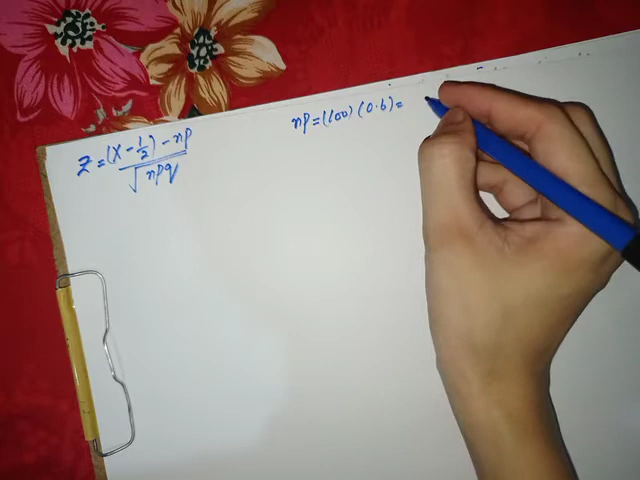 Z = (X - 1/2) - np / √npq
np = (100) (0.6) =